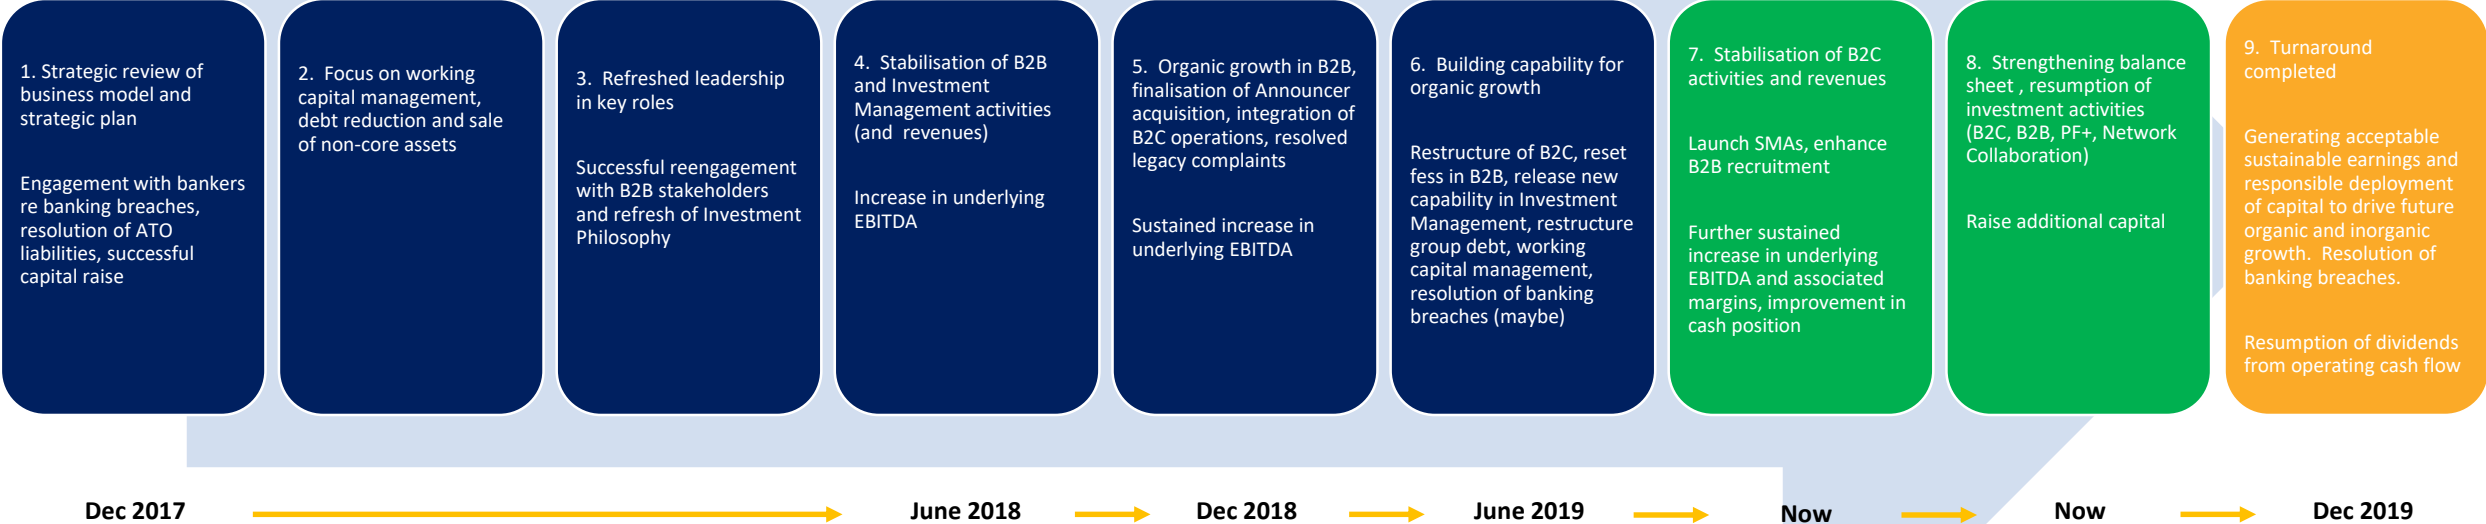 1. Strategic review of
business model and
strategic plan
Engagement with bankers
re banking breaches,
resolution of ATO
liabilities, successful
capital raise
2. Focus on working
capital management,
debt reduction and sale
of non-core assets
3. Refreshed leadership
in key roles
Successful reengagement
with B2B stakeholders
and refresh of Investment
Philosophy
4. Stabilisation of B2B
and Investment
Management activities
(and revenues)
Increase in underlying
EBITDA
5. Organic growth in B2B,
finalisation of Announcer
acquisition, integration of
B2C operations, resolved
legacy complaints
Sustained increase in
underlying EBITDA
6. Building capability for
organic growth
Restructure of B2C, reset
fess in B2B, release new
capability in Investment
Management, restructure
group debt, working
capital management,
resolution of banking
breaches (maybe)
7. Stabilisation of B2C
activities and revenues
Launch SMAs, enhance
B2B recruitment
Further sustained
increase in underlying
EBITDA and associated
margins, improvement in
cash position
8. Strengthening balance
sheet , resumption of
investment activities
(B2C, B2B, PF+, Network
Collaboration)
Raise additional capital
9. Turnaround
completed
Generating acceptable
sustainable earnings and
responsible deployment
of capital to drive future
organic and inorganic
growth. Resolution of
banking breaches.
Resumption of dividends
from operating cash flow
Dec 2017
June 2018
Dec 2018
June 2019
Now
Now
Dec 2019